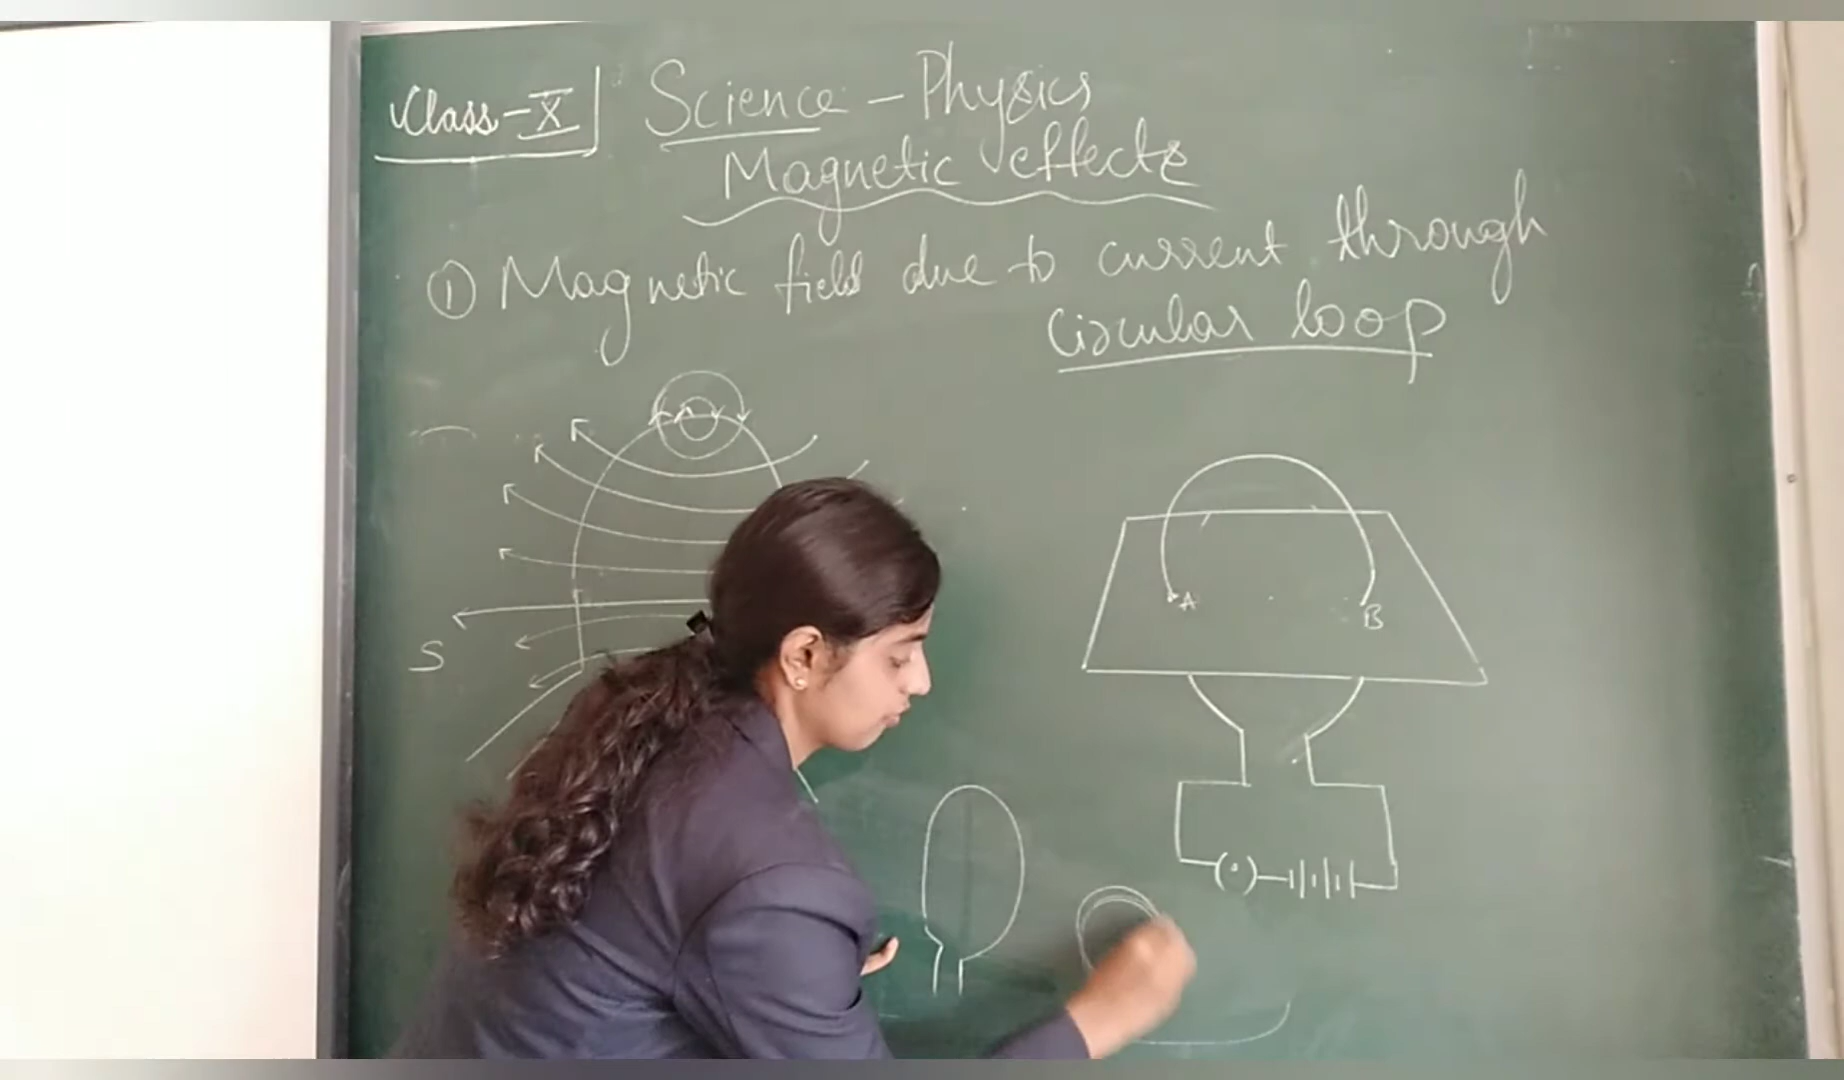 Class-X
Science - Physics
Magnetic effects
① Magnetic field due to current through
circular loop
A
B
S